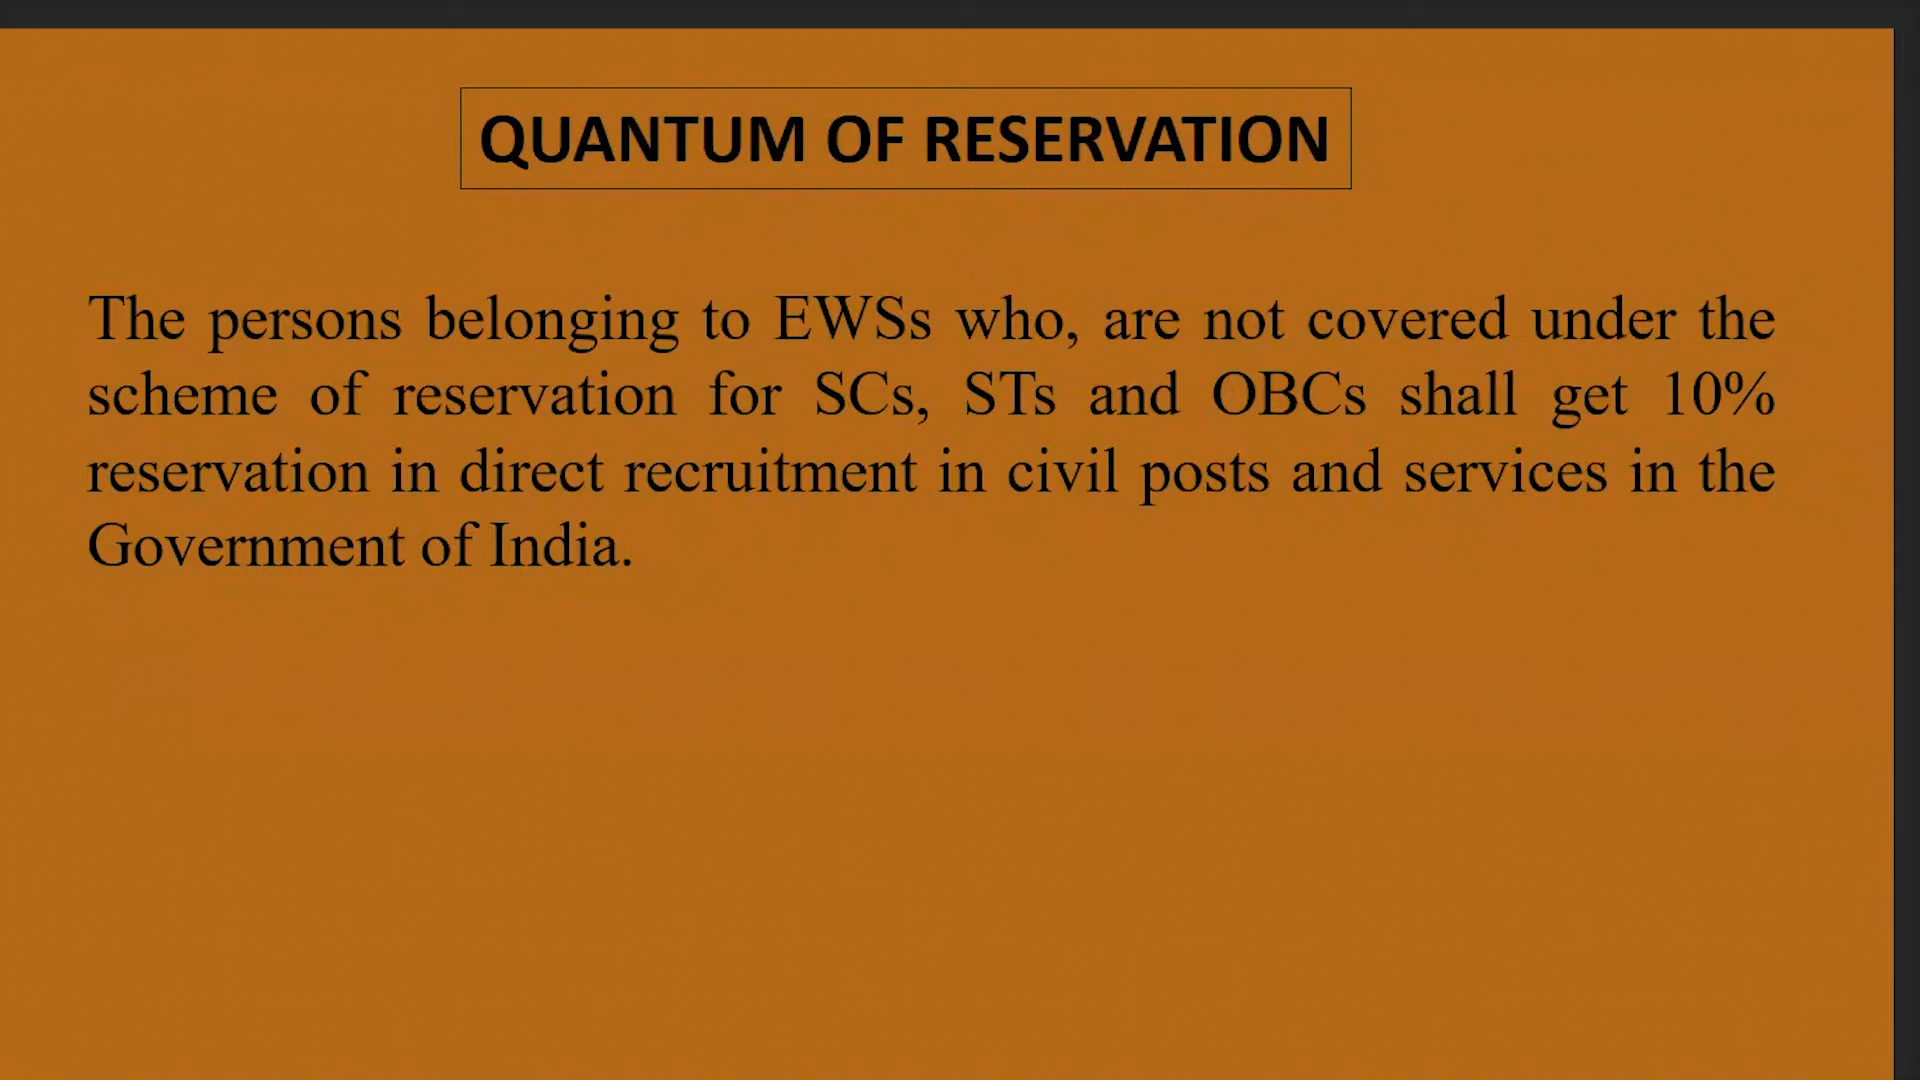 QUANTUM OF RESERVATION
The persons belonging to EWSs who, are not covered under the
scheme of reservation for SCs, STs and OBCs shall get 10%
reservation in direct recruitment in civil posts and services in the
Government of India.